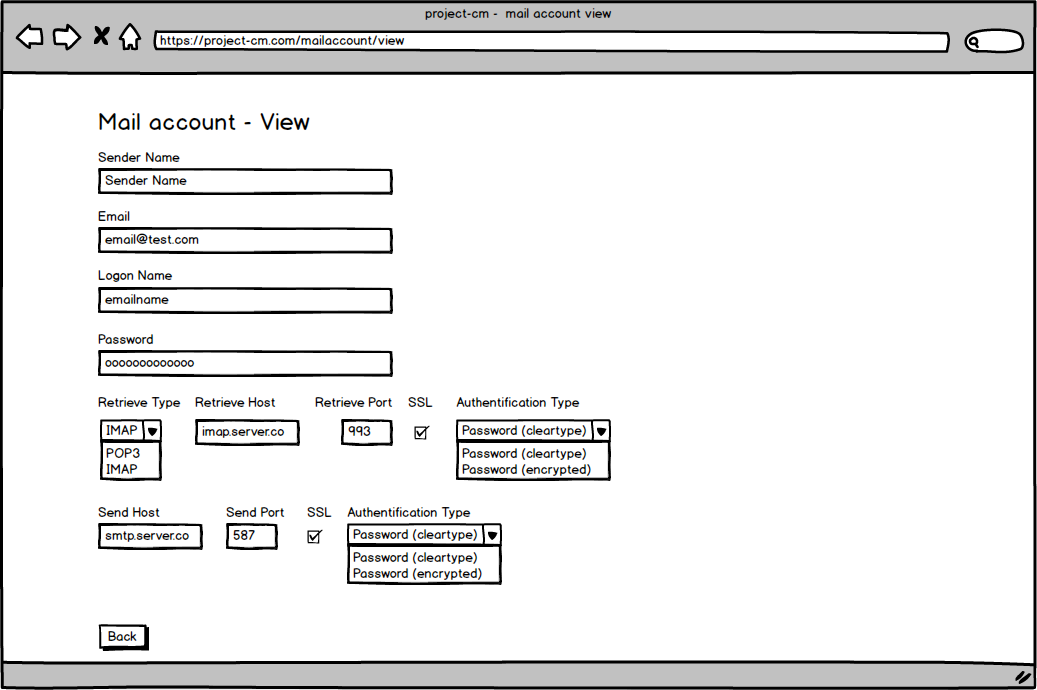 project-cm - mail account view
https://project-cm.com/mailaccount/view
Mail account - View
Sender Name
Sender Name
Email
email@test.com
Logon Name
emailname
Password
ooooooooooooo
Retrieve Type Retrieve Host Retrieve Port SSL Authentification Type
IMAP imap.server.co 993 Password (cleartype)
POP3 Password (cleartype)
IMAP Password (encrypted)
Send Host Send Port SSL Authentification Type
smtp.server.co 587 Password (cleartype)
Password (cleartype)
Password (encrypted)
Back